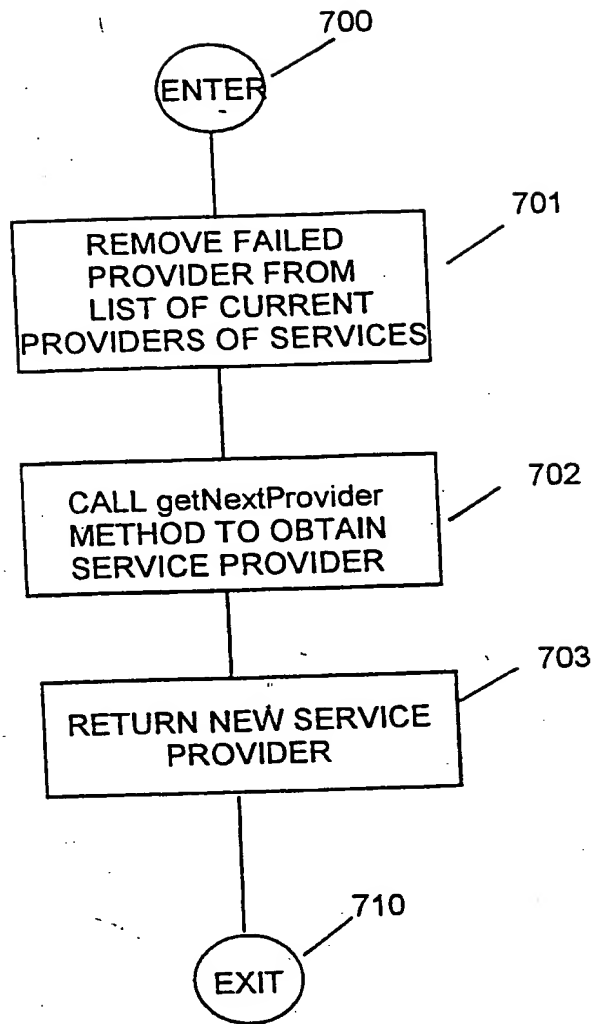 700
ENTER
701
REMOVE FAILED
PROVIDER FROM
LIST OF CURRENT
PROVIDERS OF SERVICES
702
CALL getNextProvider
METHOD TO OBTAIN
SERVICE PROVIDER
703
RETURN NEW SERVICE
PROVIDER
710
EXIT